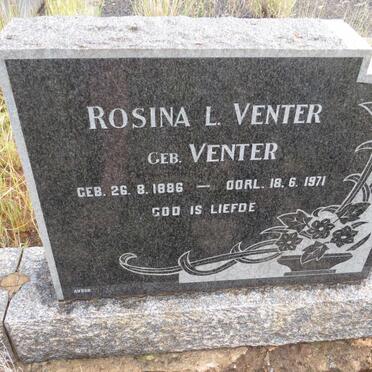 ROSINA L. VENTER
GEB. VENTER
GEB. 26. 8. 1886 — OORL. 18. 6. 1971
GOD IS LIEFDE